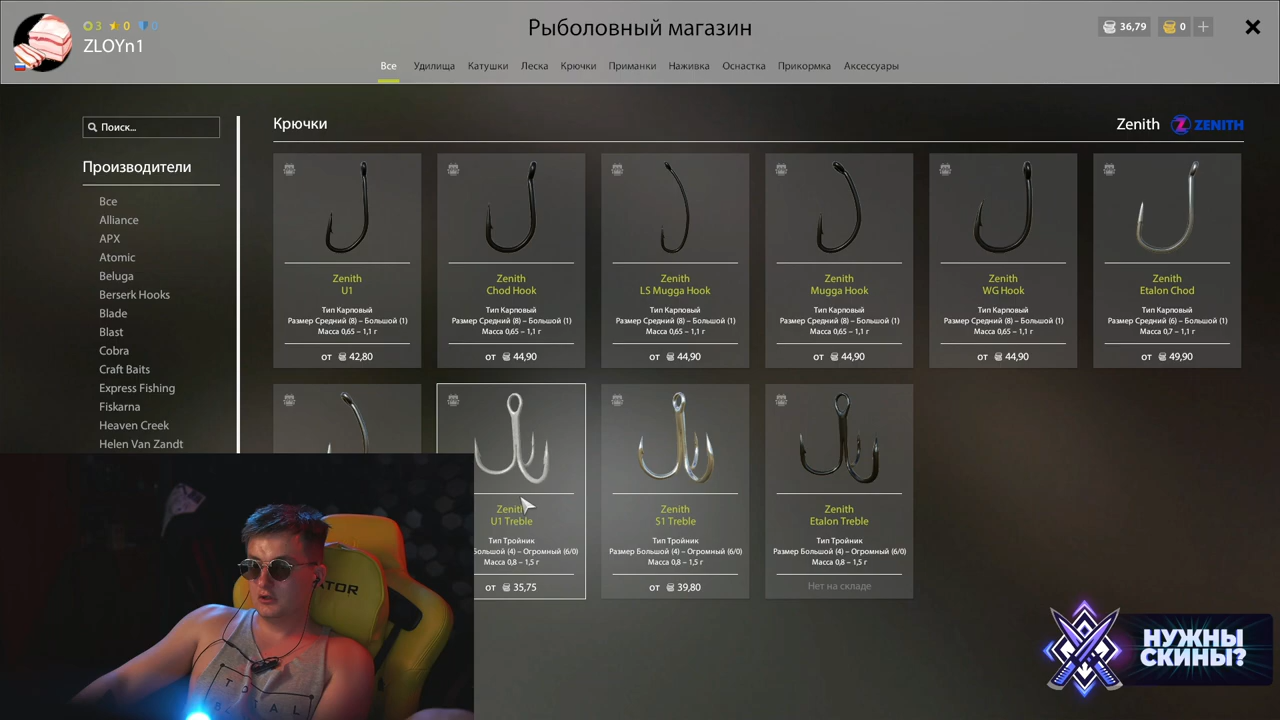 3 0 0
ZLOYn1
Рыболовный магазин
36,79 0
Все Удилища Катушки Леска Крючки Приманки Наживка Оснастка Прикормка Аксессуары
Поиск...
Производители
Все
Alliance
APX
Atomic
Beluga
Berserk Hooks
Blade
Blast
Cobra
Craft Baits
Express Fishing
Fiskarna
Heaven Creek
Helen Van Zandt
Крючки
Zenith ZENITH
Zenith
U1
Тип Карповый
Размер Средний (8) – Большой (1)
Масса 0,65 – 1,1 г
от 42,80
Zenith
Chod Hook
Тип Карповый
Размер Средний (8) – Большой (1)
Масса 0,65 – 1,1 г
от 44,90
Zenith
LS Mugga Hook
Тип Карповый
Размер Средний (8) – Большой (1)
Масса 0,65 – 1,1 г
от 44,90
Zenith
Mugga Hook
Тип Карповый
Размер Средний (8) – Большой (1)
Масса 0,65 – 1,1 г
от 44,90
Zenith
WG Hook
Тип Карповый
Размер Средний (8) – Большой (1)
Масса 0,65 – 1,1 г
от 44,90
Zenith
Etalon Chod
Тип Карповый
Размер Средний (6) – Большой (1)
Масса 0,7 – 1,1 г
от 49,90
Zenith
U1 Treble
Тип Тройник
Большой (4) – Огромный (6/0)
Масса 0,8 – 1,5 г
от 35,75
Zenith
S1 Treble
Тип Тройник
Размер Большой (4) – Огромный (6/0)
Масса 0,8 – 1,5 г
от 39,80
Zenith
Etalon Treble
Тип Тройник
Размер Большой (4) – Огромный (6/0)
Масса 0,8 – 1,5 г
Нет на складе
НУЖНЫ
СКИНЫ?